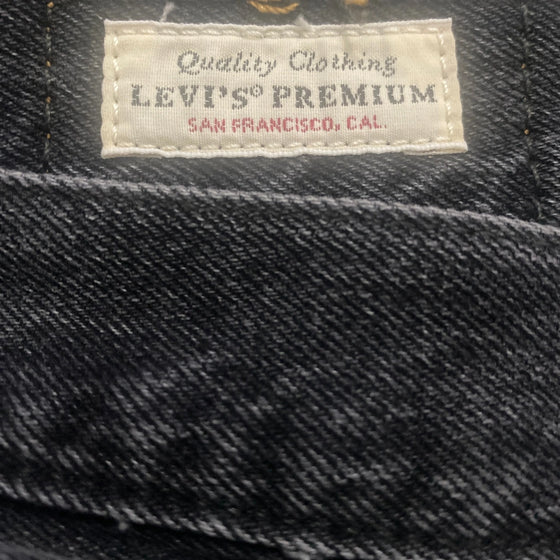 Quality Clothing
LEVI'S® PREMIUM
SAN FRANCISCO, CAL.